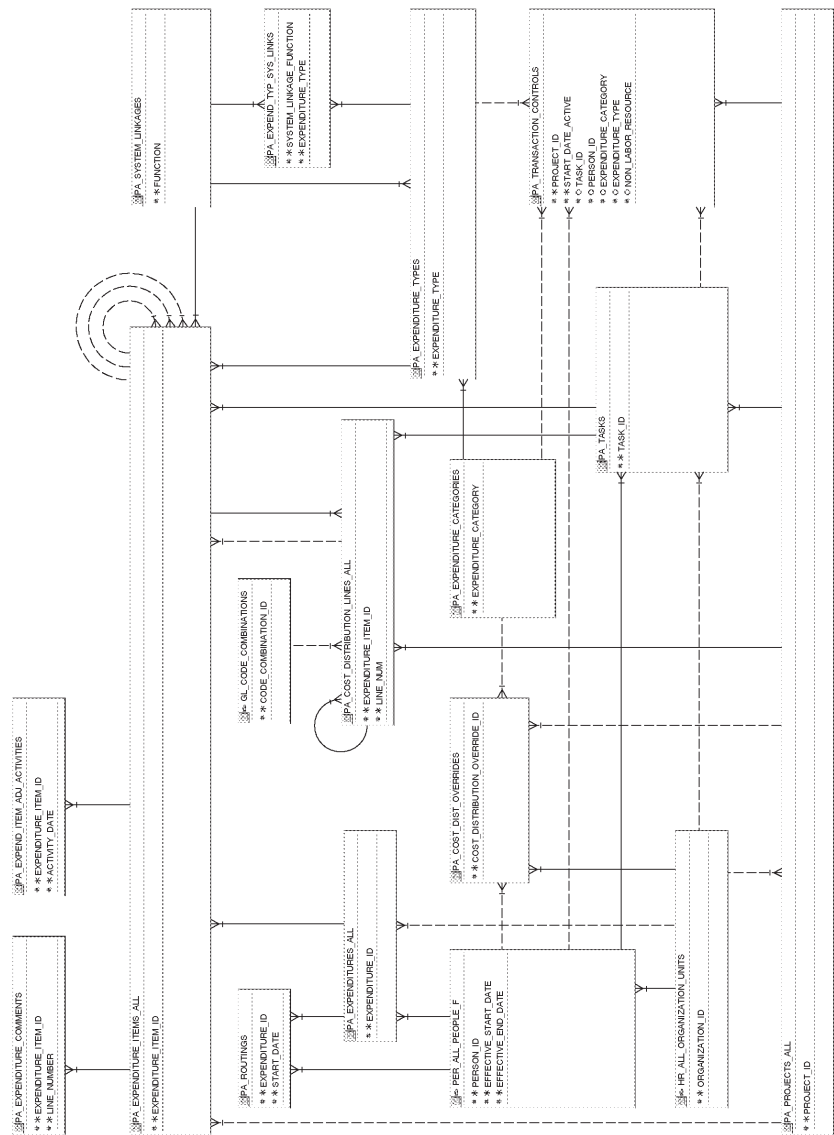 PA_EXPENDITURE_COMMENTS
# * EXPENDITURE_ITEM_ID
# * LINE_NUMBER
PA_EXPEND_ITEM_ADJ_ACTIVITIES
# * EXPENDITURE_ITEM_ID
# * ACTIVITY_DATE
PA_EXPENDITURE_ITEMS_ALL
# * EXPENDITURE_ITEM_ID
PA_SYSTEM_LINKAGES
# * FUNCTION
PA_ROUTINGS
# * EXPENDITURE_ID
# * START_DATE
GL_CODE_COMBINATIONS
# * CODE_COMBINATION_ID
PA_EXPEND_TYP_SYS_LINKS
# * SYSTEM_LINKAGE_FUNCTION
# * EXPENDITURE_TYPE
PA_EXPENDITURES_ALL
# * EXPENDITURE_ID
PA_COST_DISTRIBUTION_LINES_ALL
# * EXPENDITURE_ITEM_ID
# * LINE_NUM
PA_EXPENDITURE_TYPES
# * EXPENDITURE_TYPE
PER_ALL_PEOPLE_F
# * PERSON_ID
# * EFFECTIVE_START_DATE
# * EFFECTIVE_END_DATE
PA_COST_DIST_OVERRIDES
# * COST_DISTRIBUTION_OVERRIDE_ID
PA_EXPENDITURE_CATEGORIES
# * EXPENDITURE_CATEGORY
PA_TRANSACTION_CONTROLS
# * PROJECT_ID
# * START_DATE_ACTIVE
# o TASK_ID
# o PERSON_ID
# o EXPENDITURE_CATEGORY
# o EXPENDITURE_TYPE
# o NON_LABOR_RESOURCE
PA_TASKS
# * TASK_ID
HR_ALL_ORGANIZATION_UNITS
# * ORGANIZATION_ID
PA_PROJECTS_ALL
# * PROJECT_ID